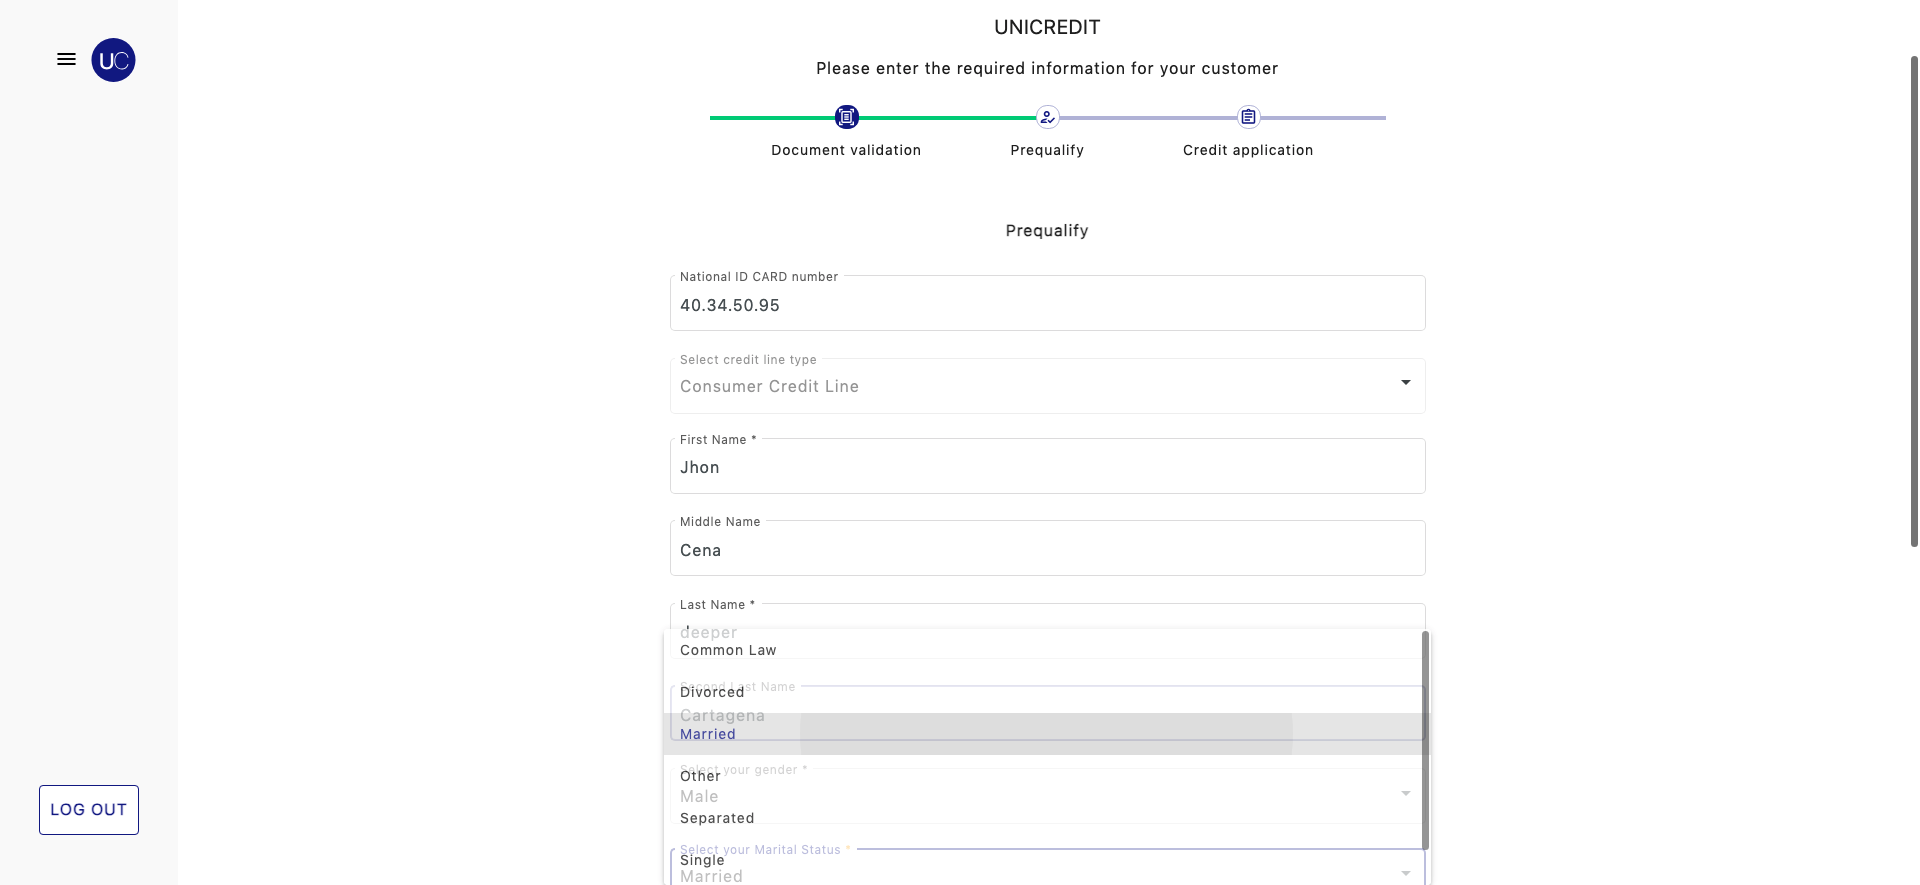 UNICREDIT
UC
Please enter the required information for your customer
Document validation
Prequalify
Credit application
Prequalify
National ID CARD number
40.34.50.95
Select credit line type
Consumer Credit Line
First Name *
Jhon
Middle Name
Cena
Last Name *
deeper
Common Law
Second Last Name
Divorced
Cartagena
Married
Select your gender *
Other
Male
LOG OUT
Separated
Select your Marital Status *
Single
Married